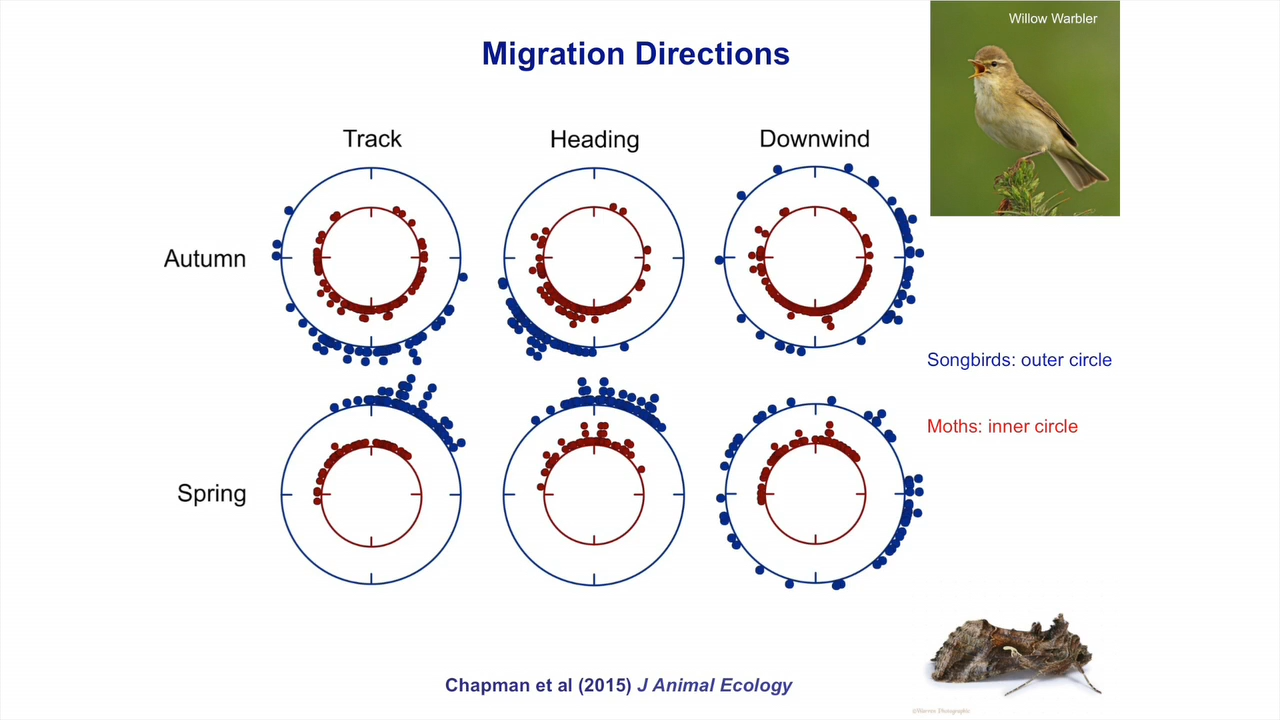 Willow Warbler
Migration Directions
Track Heading Downwind
Autumn
Songbirds: outer circle
Moths: inner circle
Spring
Chapman et al (2015) J Animal Ecology